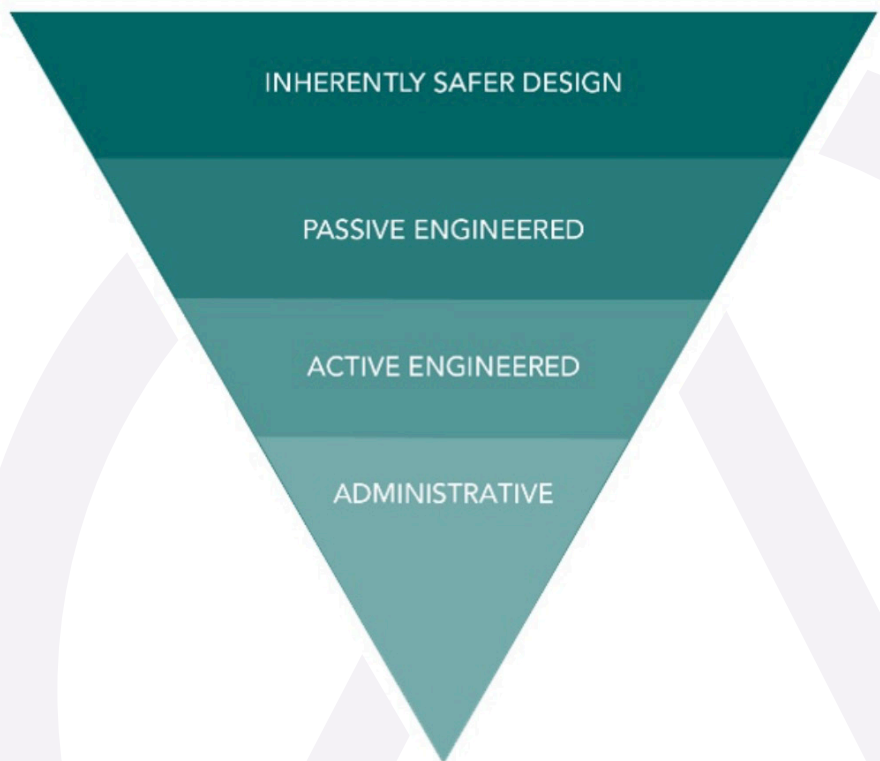 INHERENTLY SAFER DESIGN
PASSIVE ENGINEERED
ACTIVE ENGINEERED
ADMINISTRATIVE